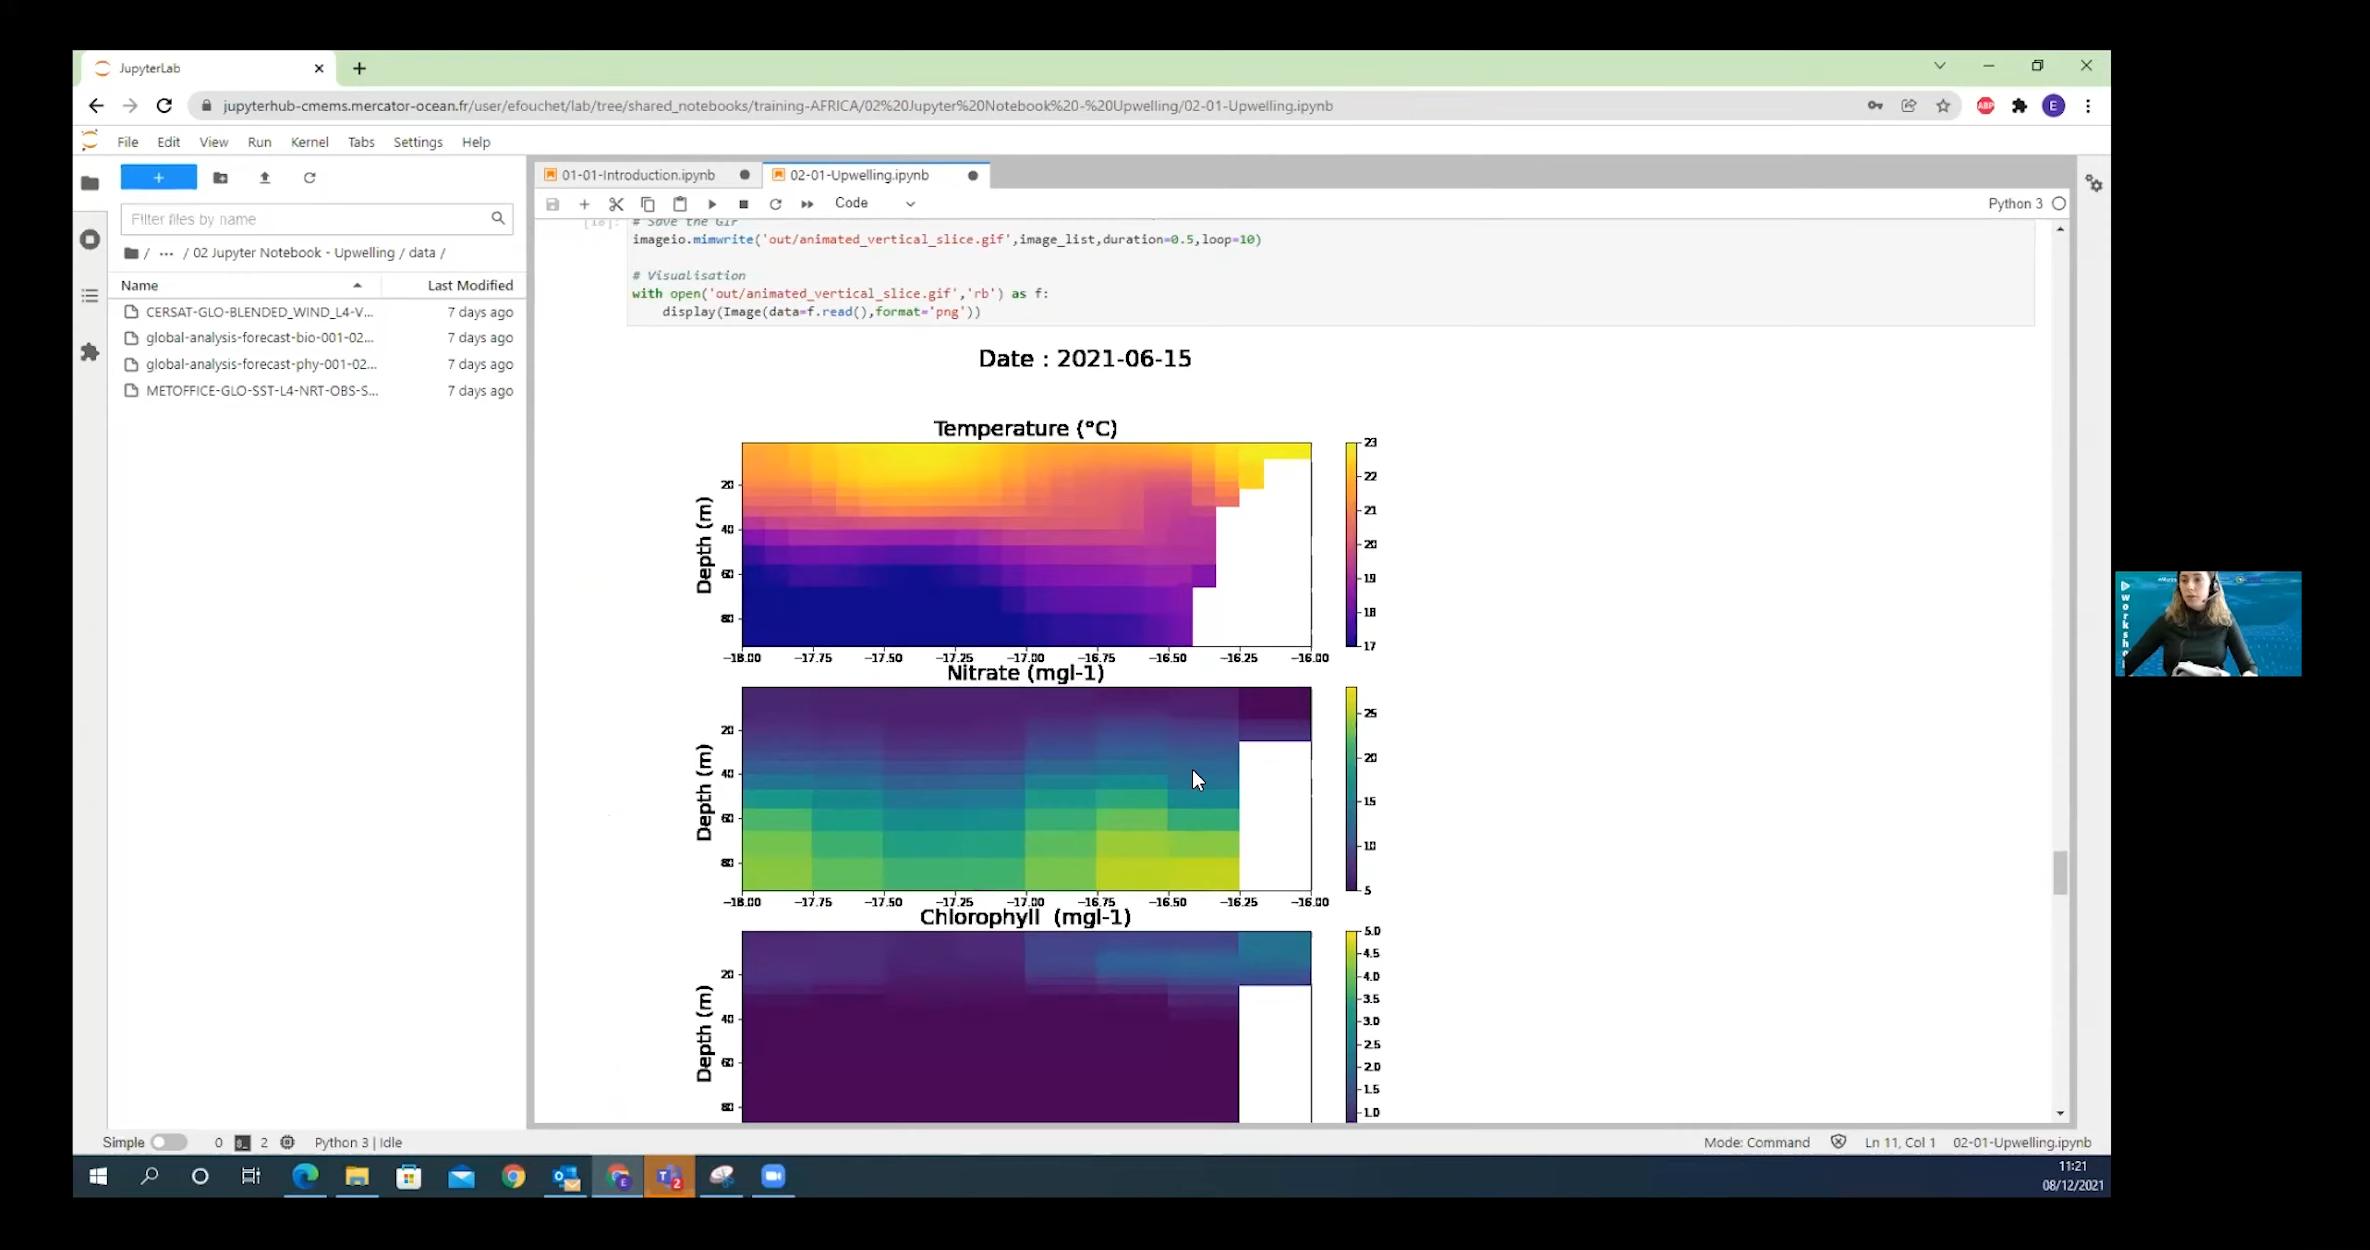 JupyterLab
jupyterhub-cmems.mercator-ocean.fr/user/efouchet/lab/tree/shared_notebooks/training-AFRICA/02%20Jupyter%20Notebook%20-%20Upwelling/02-01-Upwelling.ipynb
ABP
E
File Edit View Run Kernel Tabs Settings Help
Filter files by name
/ ··· / 02 Jupyter Notebook - Upwelling / data /
Name Last Modified
CERSAT-GLO-BLENDED_WIND_L4-V... 7 days ago
global-analysis-forecast-bio-001-02... 7 days ago
global-analysis-forecast-phy-001-02... 7 days ago
METOFFICE-GLO-SST-L4-NRT-OBS-S... 7 days ago
01-01-Introduction.ipynb 02-01-Upwelling.ipynb
Code
Python 3
# Save the Gif
imageio.mimwrite('out/animated_vertical_slice.gif',image_list,duration=0.5,loop=10)
# Visualisation
with open('out/animated_vertical_slice.gif','rb') as f:
display(Image(data=f.read(),format='png'))
Date : 2021-06-15
Temperature (°C)
Depth (m)
20
40
60
80
-18.00 -17.75 -17.50 -17.25 -17.00 -16.75 -16.50 -16.25 -16.00
23
22
21
20
19
18
17
Nitrate (mgl-1)
Depth (m)
20
40
60
80
-18.00 -17.75 -17.50 -17.25 -17.00 -16.75 -16.50 -16.25 -16.00
25
20
15
10
5
Chlorophyll (mgl-1)
Depth (m)
20
40
60
80
5.0
4.5
4.0
3.5
3.0
2.5
2.0
1.5
1.0
Simple 0 2 Python 3 | Idle
Mode: Command Ln 11, Col 1 02-01-Upwelling.ipynb
11:21
08/12/2021